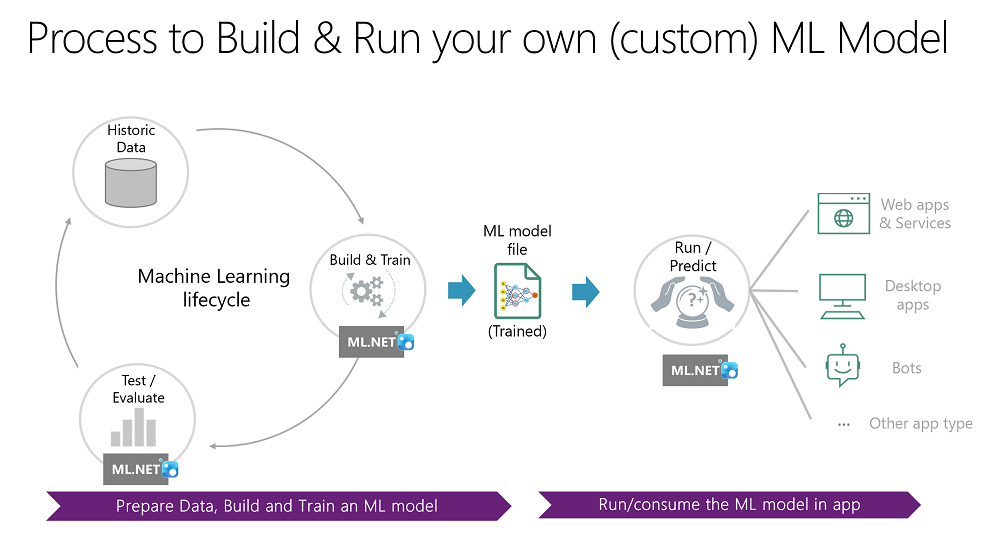 Process to Build & Run your own (custom) ML Model
Historic
Data
Build & Train
ML.NET
Machine Learning
lifecycle
Test /
Evaluate
ML.NET
ML model
file
(Trained)
Run /
Predict
?
ML.NET
Web apps
& Services
Desktop
apps
Bots
... Other app type
Prepare Data, Build and Train an ML model
Run/consume the ML model in app